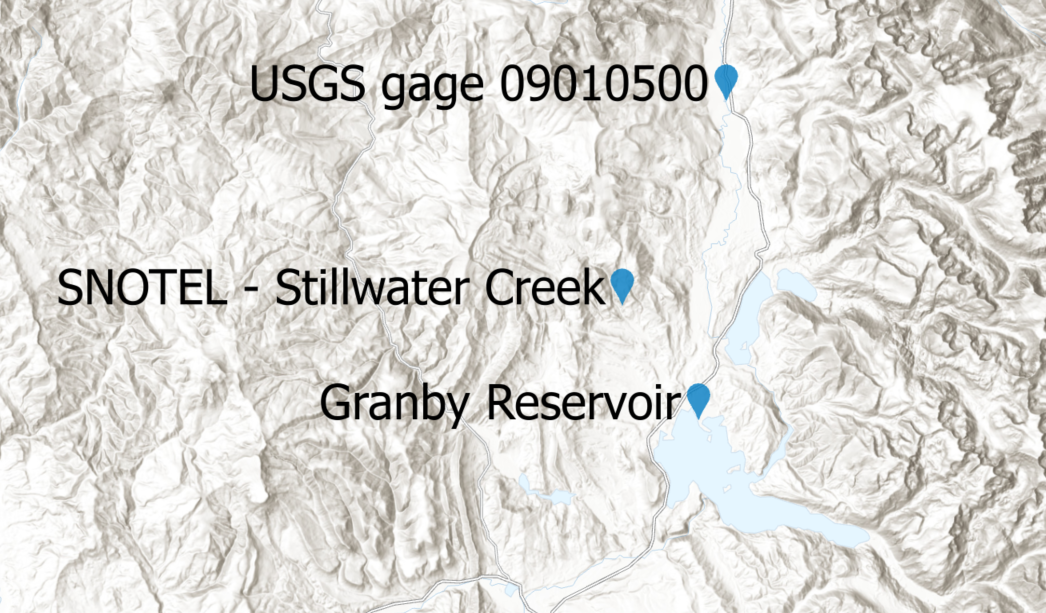 USGS gage 09010500
SNOTEL - Stillwater Creek
Granby Reservoir